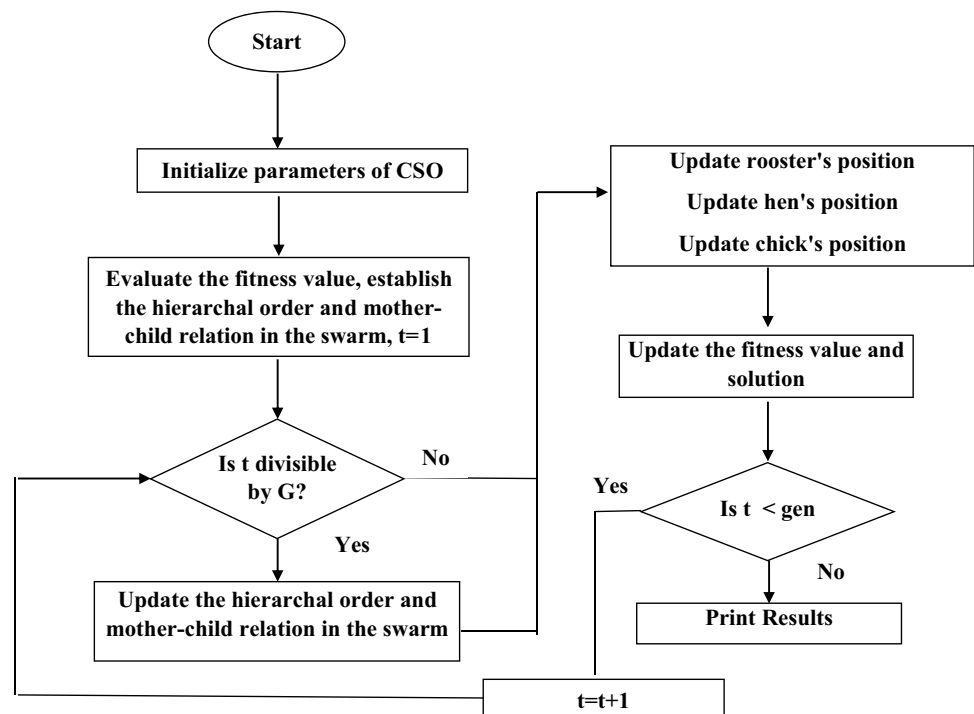 Start
Initialize parameters of CSO
Evaluate the fitness value, establish
the hierarchal order and mother-
child relation in the swarm, t=1
Is t divisible
by G?
No
Yes
Update the hierarchal order and
mother-child relation in the swarm
Update rooster's position
Update hen's position
Update chick's position
Update the fitness value and
solution
Is t < gen
Yes
No
Print Results
t=t+1